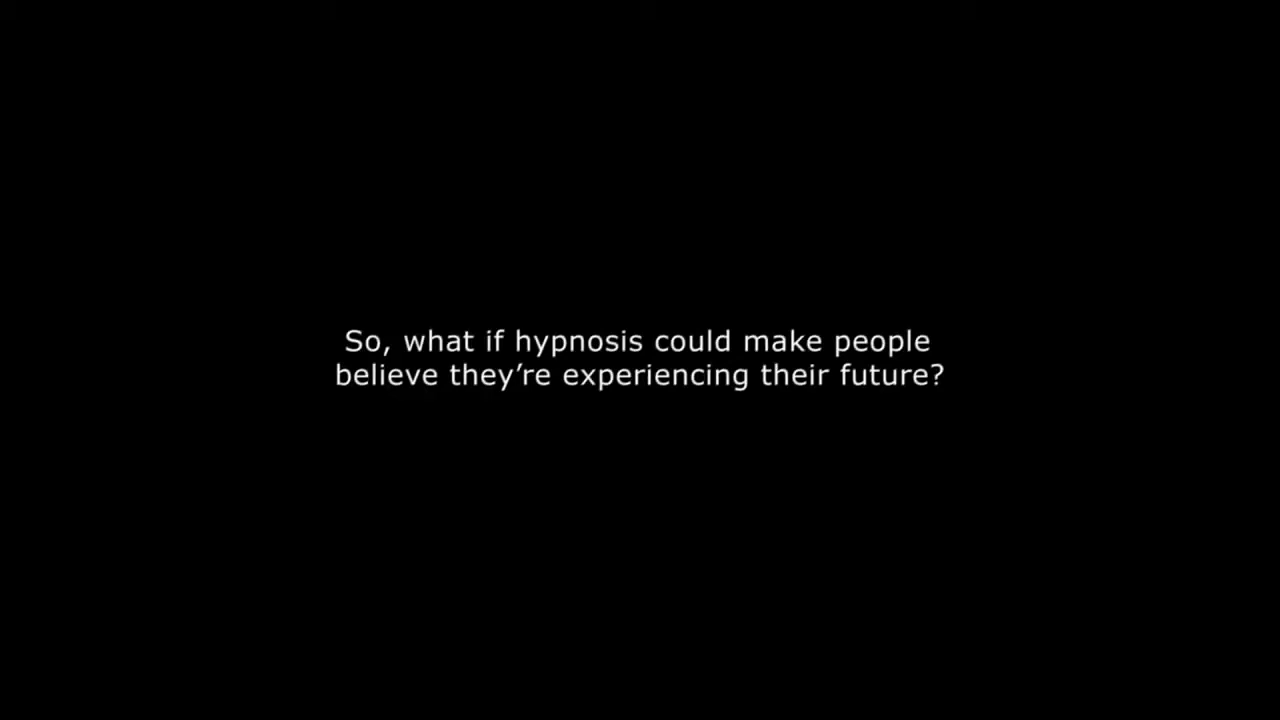 So, what if hypnosis could make people
believe they’re experiencing their future?